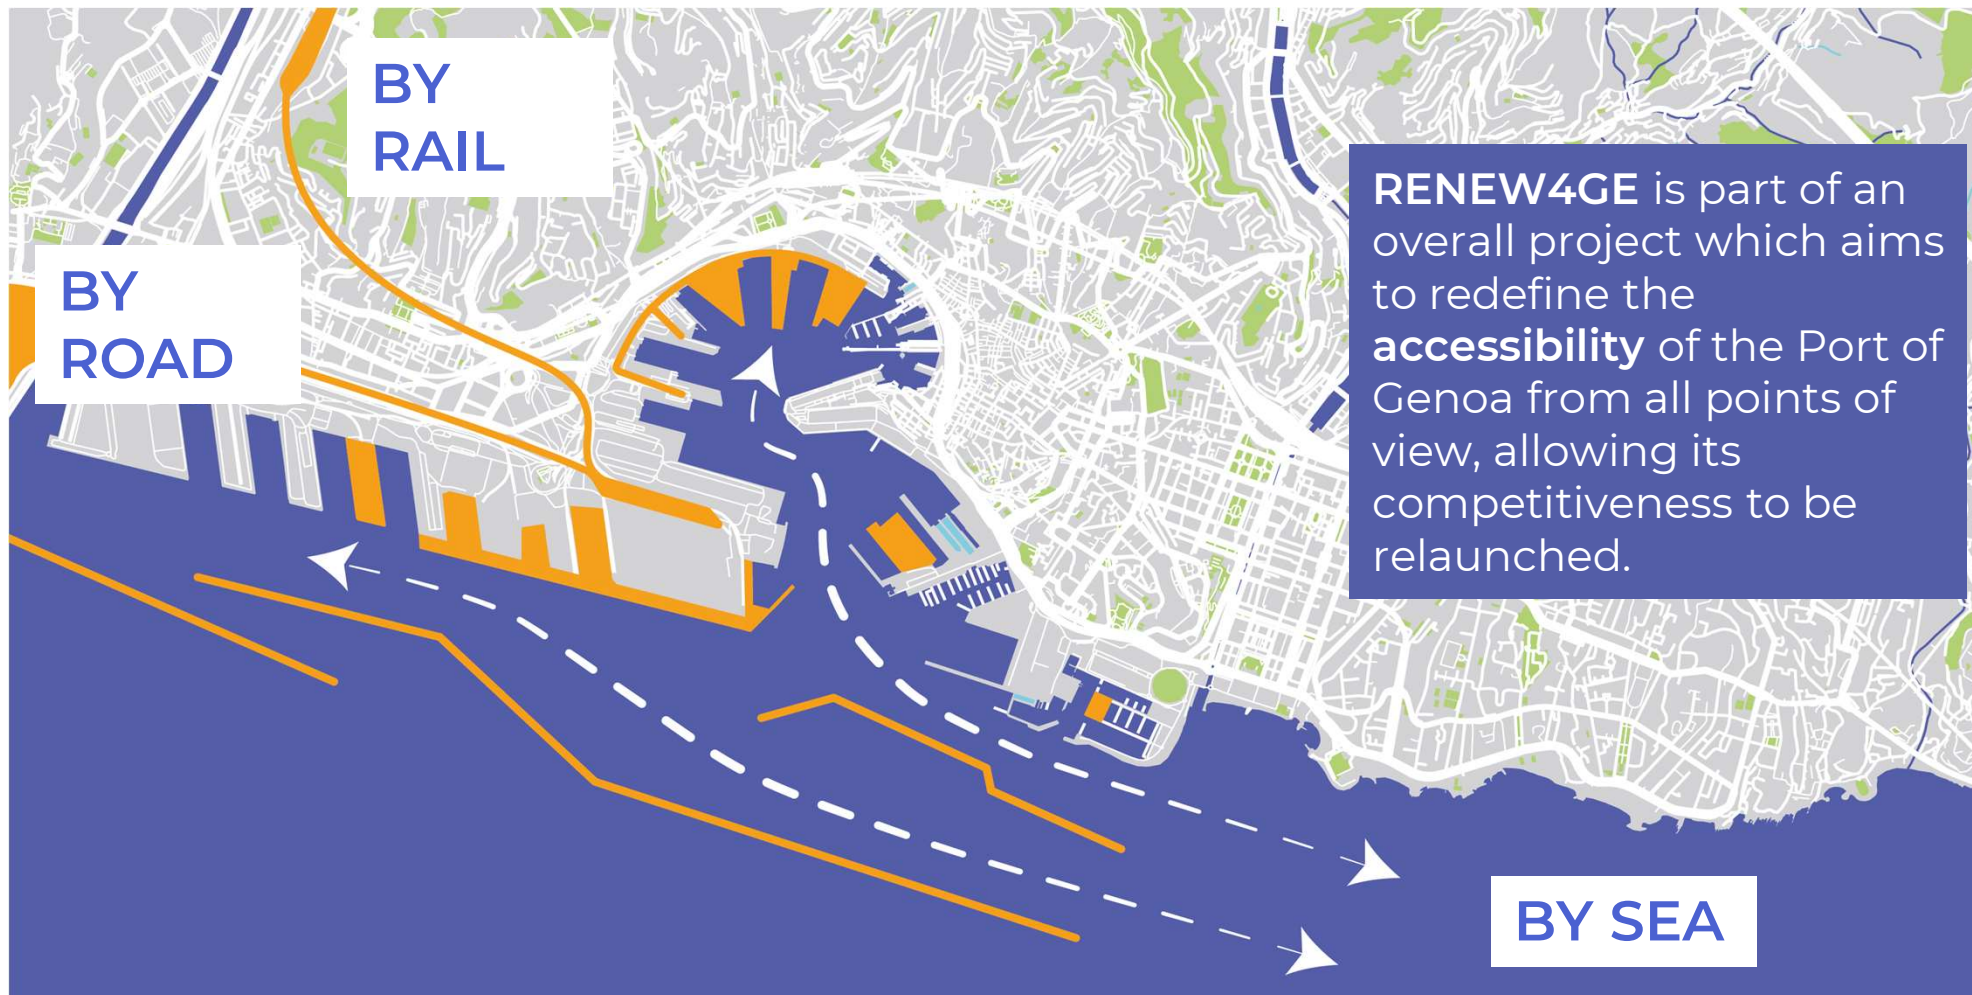 BY
RAIL
BY
ROAD
RENEW4GE is part of an
overall project which aims
to redefine the
accessibility of the Port of
Genoa from all points of
view, allowing its
competitiveness to be
relaunched.
BY SEA